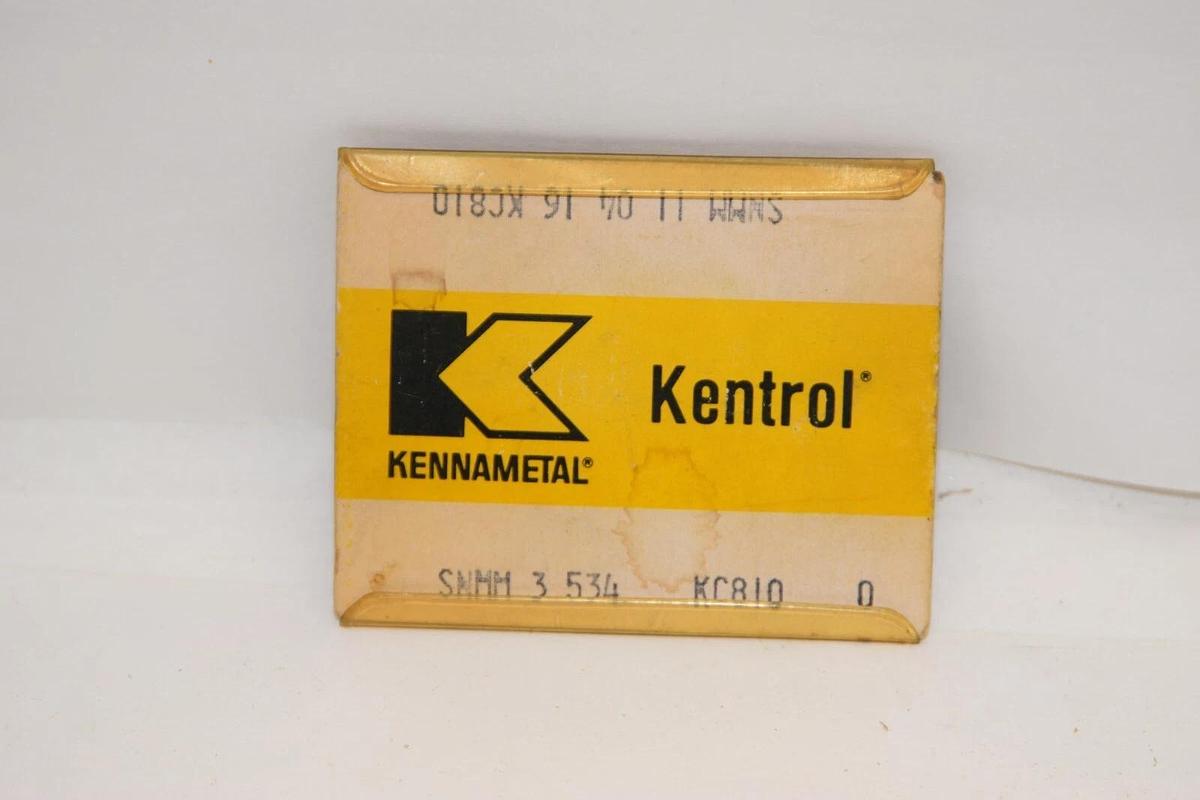 SNMM 11 04 16 KC810
Kentrol®
KENNAMETAL®
SNMM 3 534 KC810 0